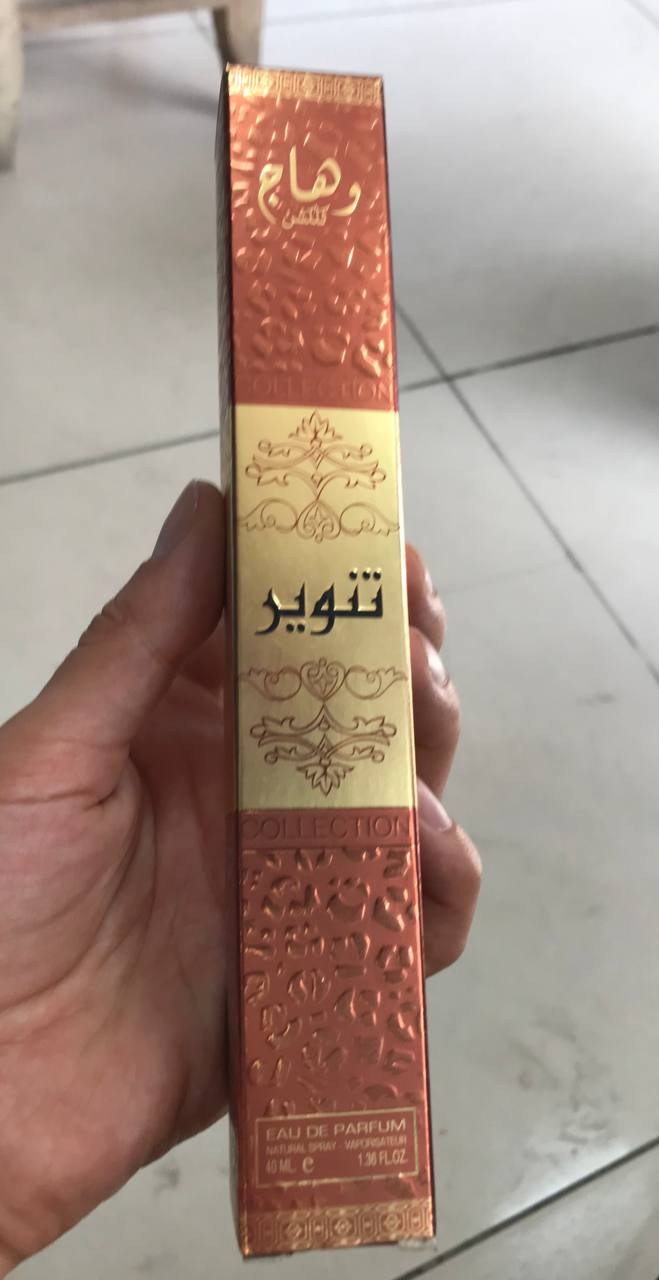 وهاج
كلكشن
COLLECTION
تنوير
COLLECTION
EAU DE PARFUM
NATURAL SPRAY - VAPORISATEUR
40 ML e 1.36 FL.OZ.